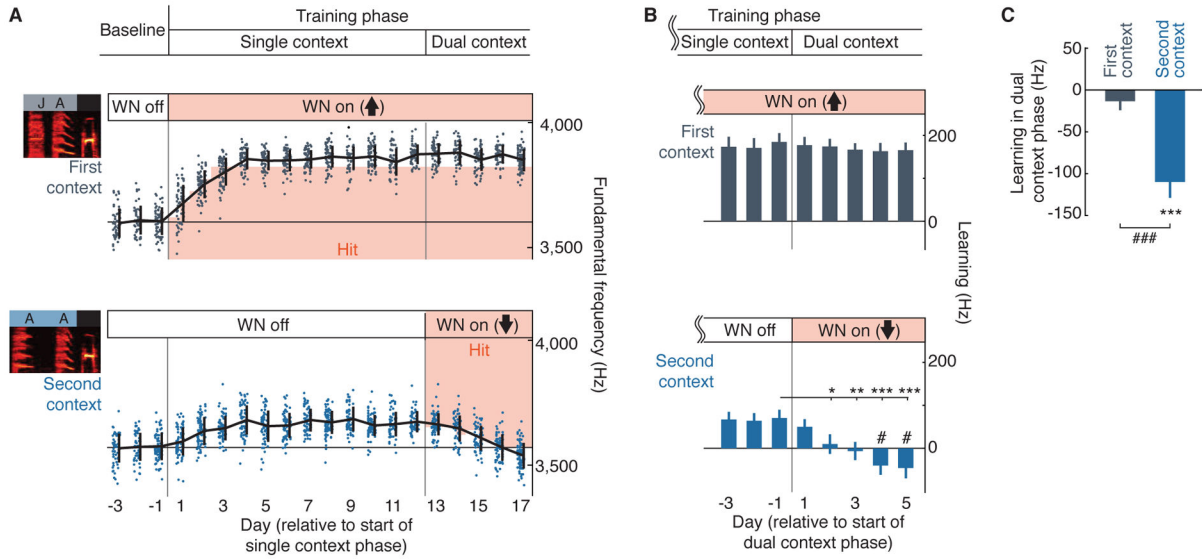 A
Baseline
Training phase
Single context
Dual context
J A
First
context
WN off
WN on (⬆)
Hit
4,000
3,500
A A
Second
context
WN off
WN on (⬇)
Hit
4,000
3,500
Fundamental frequency (Hz)
-3 -1 1 3 5 7 9 11 13 15 17
Day (relative to start of
single context phase)
B
Training phase
Single context
Dual context
WN on (⬆)
First
context
200
0
WN off
WN on (⬇)
Second
context
* ** *** ***
# #
200
0
Learning (Hz)
-3 -1 1 3 5
Day (relative to start of
dual context phase)
C
First
context
Second
context
50
0
-50
-100
-150
Learning in dual
context phase (Hz)
***
###